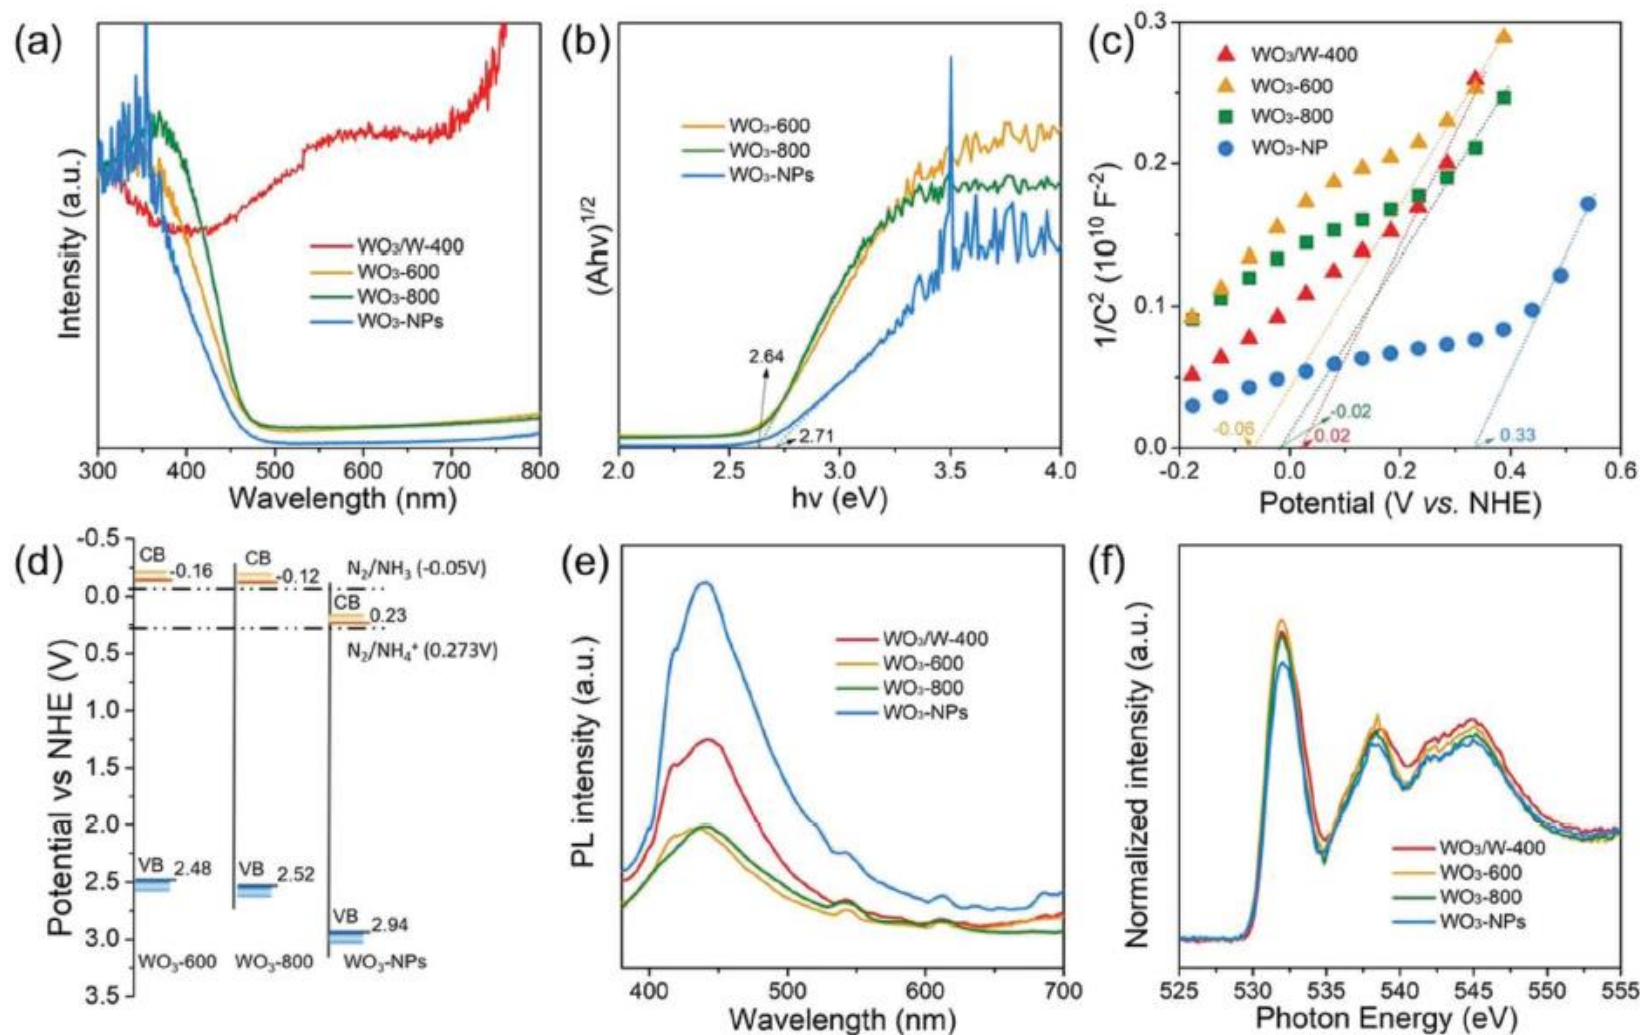 (a)
Intensity (a.u.)
WO₃/W-400
WO₃-600
WO₃-800
WO₃-NPs
300 400 500 600 700 800
Wavelength (nm)
(b)
(Ahν)^1/2
WO₃-600
WO₃-800
WO₃-NPs
2.64
2.71
2.0 2.5 3.0 3.5 4.0
hν (eV)
(c)
1/C⁻² (10¹⁰ F⁻²)
0.3
0.2
0.1
0.0
WO₃/W-400
WO₃-600
WO₃-800
WO₃-NP
-0.06
-0.02
0.02
0.33
-0.2 0.0 0.2 0.4 0.6
Potential (V vs. NHE)
(d)
Potential vs NHE (V)
-0.5
0.0
0.5
1.0
1.5
2.0
2.5
3.0
3.5
CB
-0.16
CB
-0.12
N₂/NH₃ (-0.05V)
CB
0.23
N₂/NH₄⁺ (0.273V)
VB
2.48
VB
2.52
VB
2.94
WO₃-600 WO₃-800 WO₃-NPs
(e)
PL intensity (a.u.)
WO₃/W-400
WO₃-600
WO₃-800
WO₃-NPs
400 500 600 700
Wavelength (nm)
(f)
Normalized intensity (a.u.)
WO₃/W-400
WO₃-600
WO₃-800
WO₃-NPs
525 530 535 540 545 550 555
Photon Energy (eV)